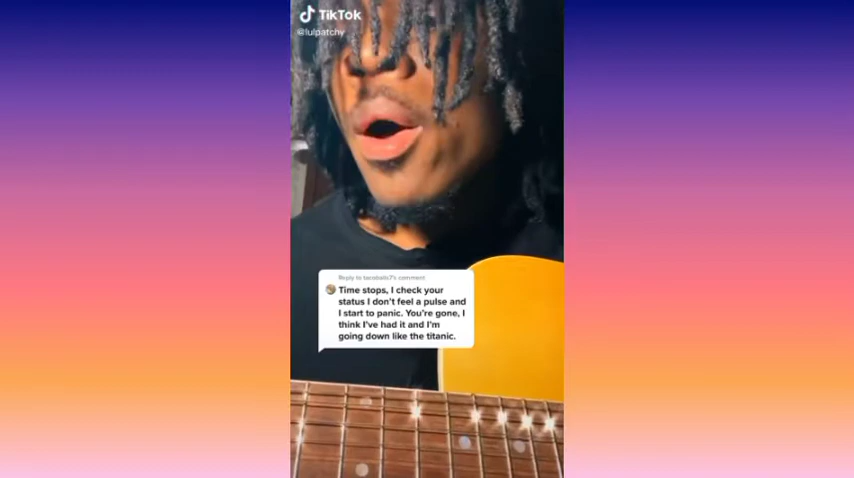 TikTok
@lulpatchy
Reply to tacoballs7's comment
Time stops, I check your
status I don't feel a pulse and
I start to panic. You're gone, I
think I've had it and I'm
going down like the titanic.